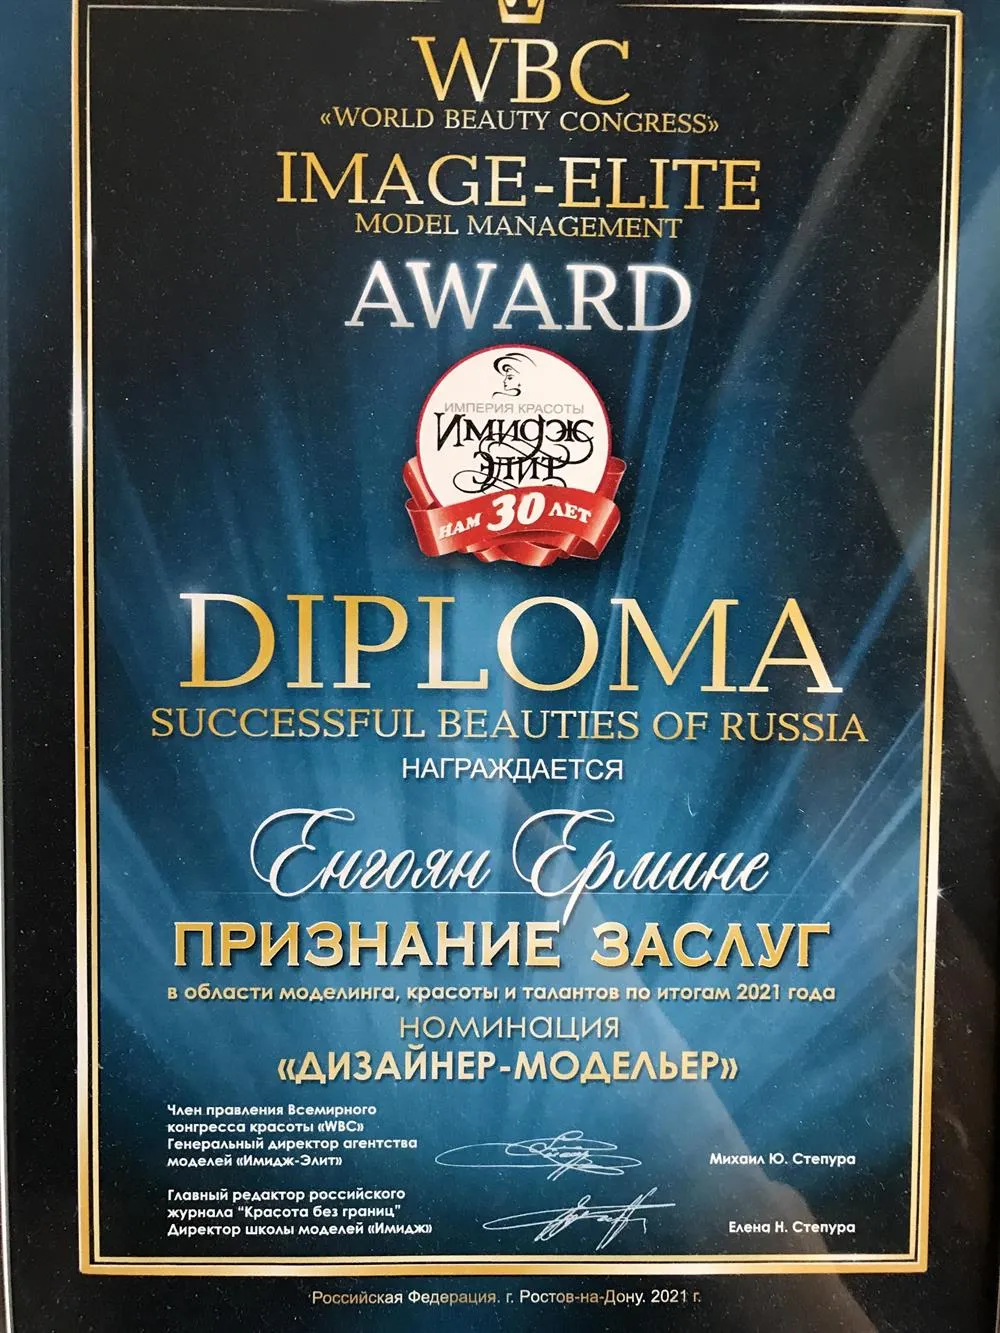 WBC
«WORLD BEAUTY CONGRESS»
IMAGE-ELITE
MODEL MANAGEMENT
AWARD
ИМПЕРИЯ КРАСОТЫ
Имидж
Элит
НАМ 30 ЛЕТ
DIPLOMA
SUCCESSFUL BEAUTIES OF RUSSIA
НАГРАЖДАЕТСЯ
Енгоян Ермине
ПРИЗНАНИЕ ЗАСЛУГ
в области моделинга, красоты и талантов по итогам 2021 года
номинация
«ДИЗАЙНЕР-МОДЕЛЬЕР»
Член правления Всемирного
конгресса красоты «WBC»
Генеральный директор агентства
моделей «Имидж-Элит»
Михаил Ю. Степура
Главный редактор российского
журнала "Красота без границ"
Директор школы моделей «Имидж»
Елена Н. Степура
Российская Федерация. г. Ростов-на-Дону. 2021 г.